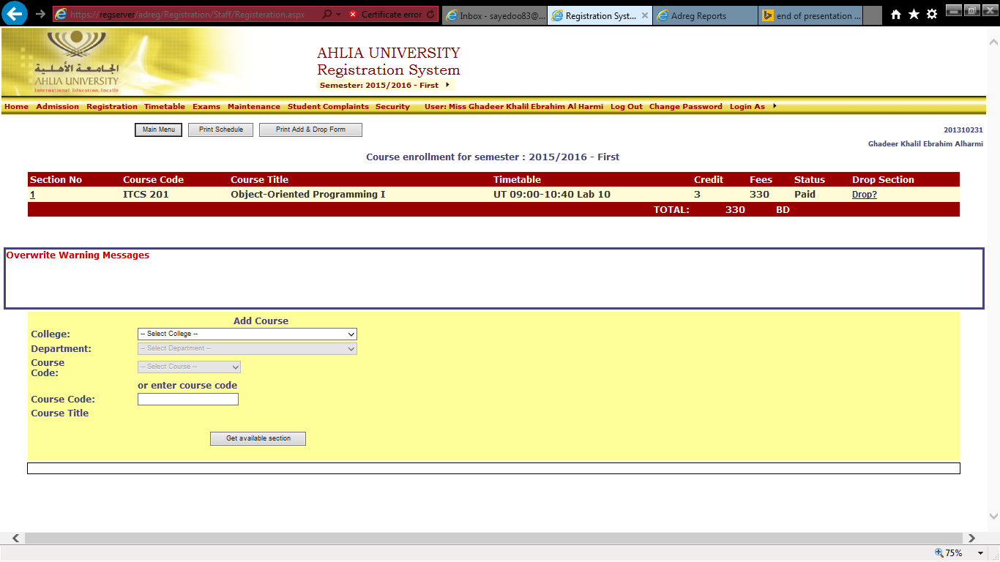 https://regserver/adreg/Registration/Staff/Registeration.aspx Certificate error Inbox - sayedoo83@... Registration Syst... Adreg Reports end of presentation ...
الجامعة الأهلية
AHLIA UNIVERSITY
International Education, locally
AHLIA UNIVERSITY
Registration System
Semester: 2015/2016 - First
Home Admission Registration Timetable Exams Maintenance Student Complaints Security User: Miss Ghadeer Khalil Ebrahim Al Harmi Log Out Change Password Login As
Main Menu Print Schedule Print Add & Drop Form 201310231
Ghadeer Khalil Ebrahim Alharmi
Course enrollment for semester : 2015/2016 - First
Section No Course Code Course Title Timetable Credit Fees Status Drop Section
1 ITCS 201 Object-Oriented Programming I UT 09:00-10:40 Lab 10 3 330 Paid Drop?
TOTAL: 330 BD
Overwrite Warning Messages
Add Course
College: -- Select College --
Department: -- Select Department --
Course
Code: -- Select Course --
or enter course code
Course Code:
Course Title
Get available section
75%